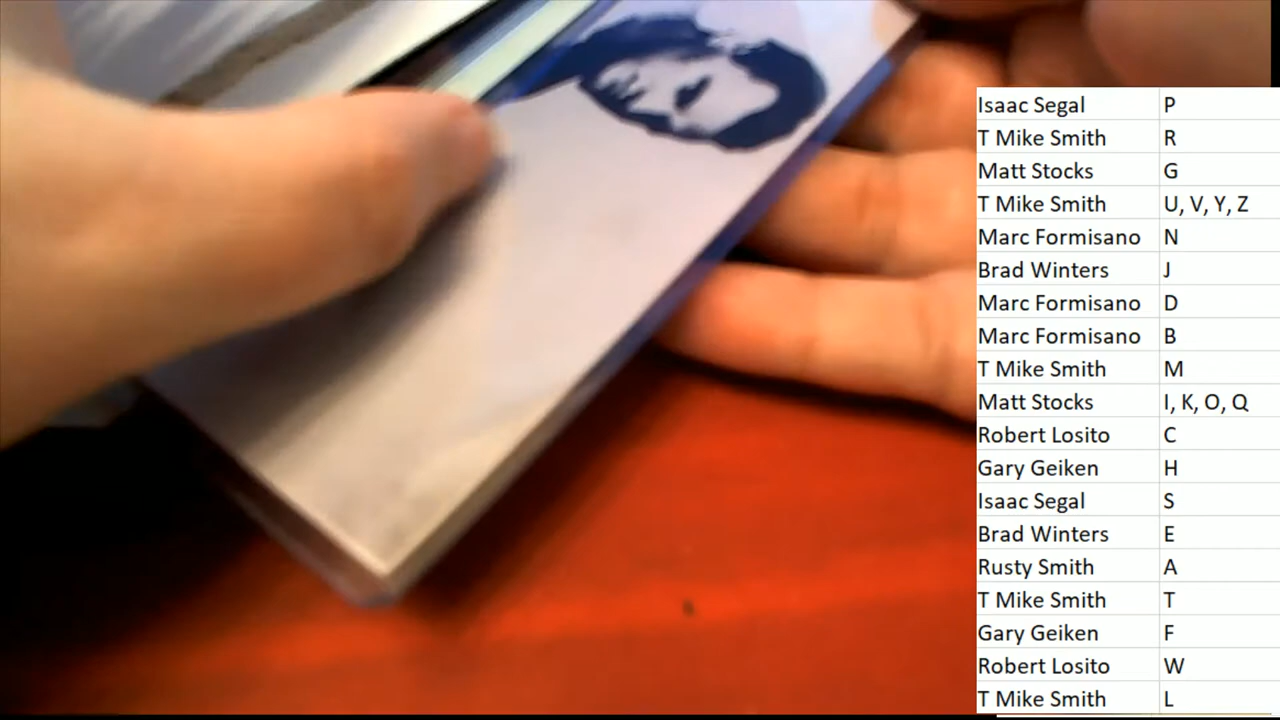 Isaac Segal P
T Mike Smith R
Matt Stocks G
T Mike Smith U, V, Y, Z
Marc Formisano N
Brad Winters J
Marc Formisano D
Marc Formisano B
T Mike Smith M
Matt Stocks I, K, O, Q
Robert Losito C
Gary Geiken H
Isaac Segal S
Brad Winters E
Rusty Smith A
T Mike Smith T
Gary Geiken F
Robert Losito W
T Mike Smith L